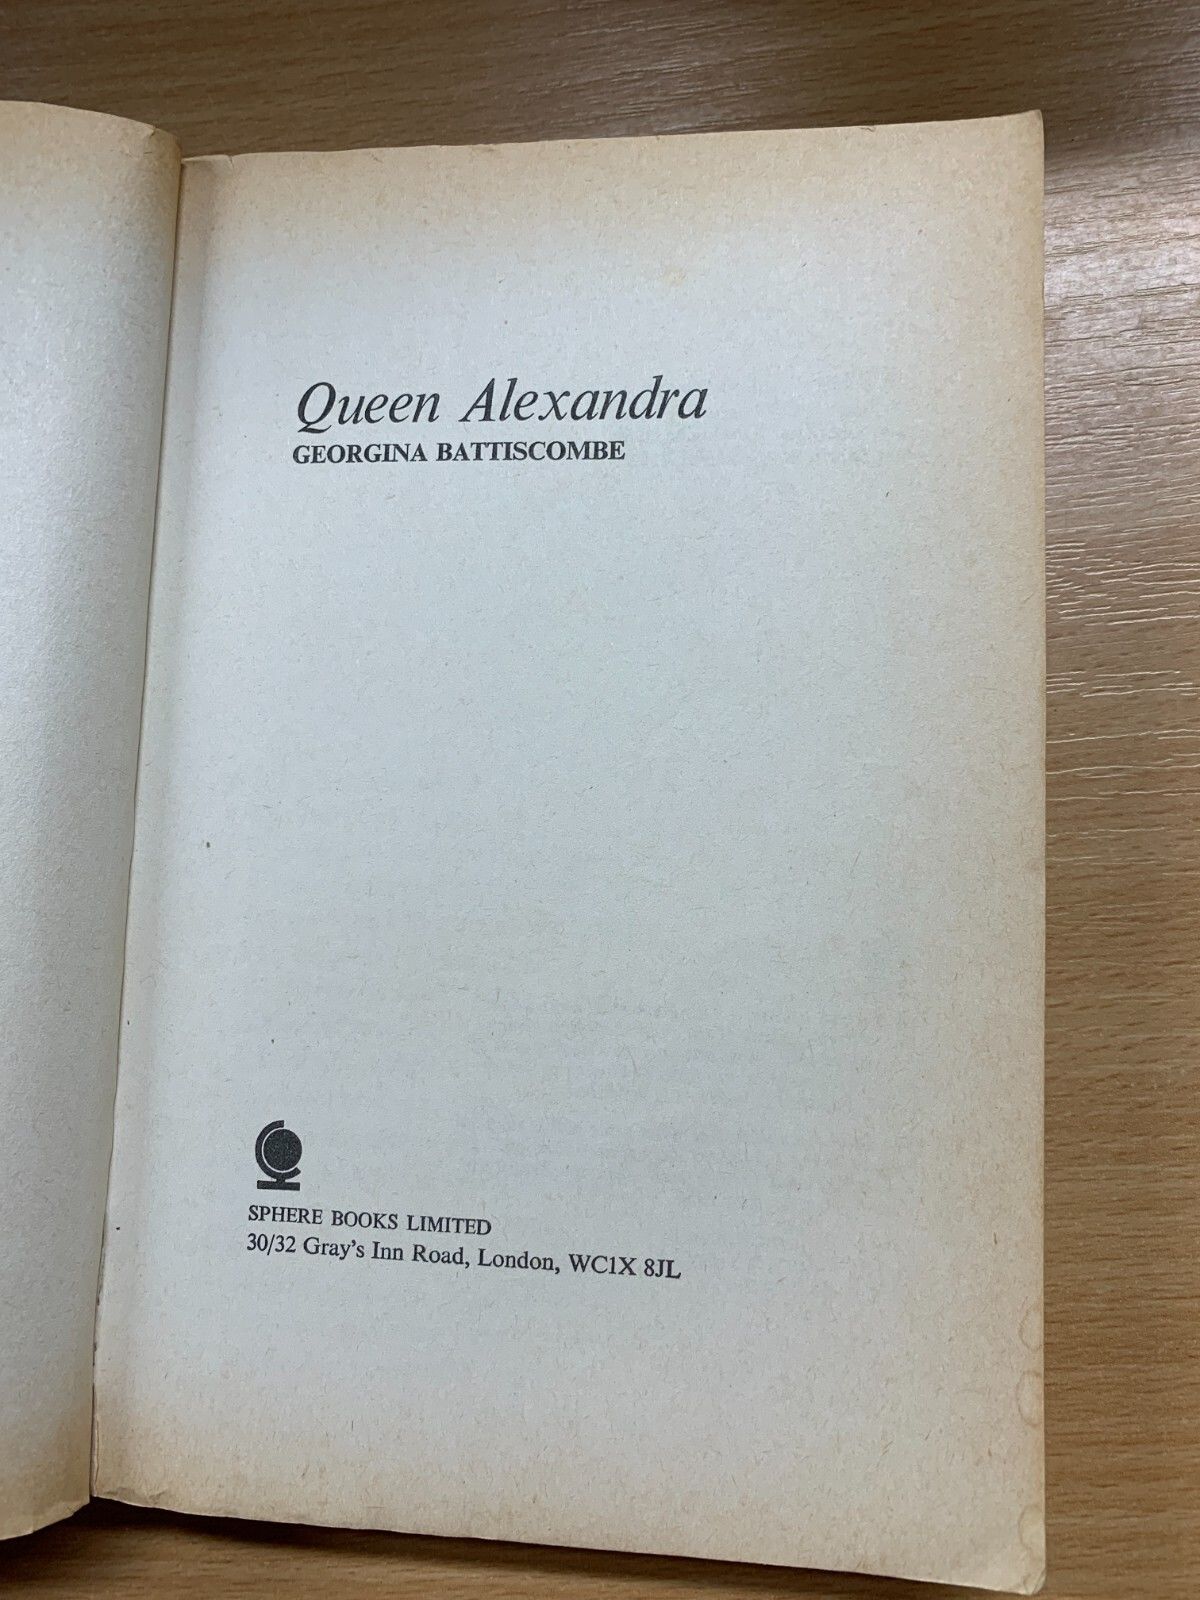 Queen Alexandra
GEORGINA BATTISCOMBE
SPHERE BOOKS LIMITED
30/32 Gray's Inn Road, London, WC1X 8JL